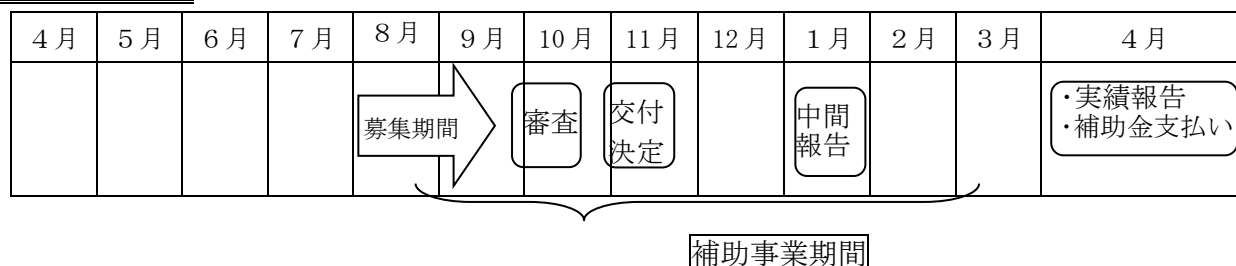 ４月 ５月 ６月 ７月 ８月 ９月 10月 11月 12月 １月 ２月 ３月 ４月
募集期間
審査
交付
決定
中間
報告
・実績報告
・補助金支払い
補助事業期間